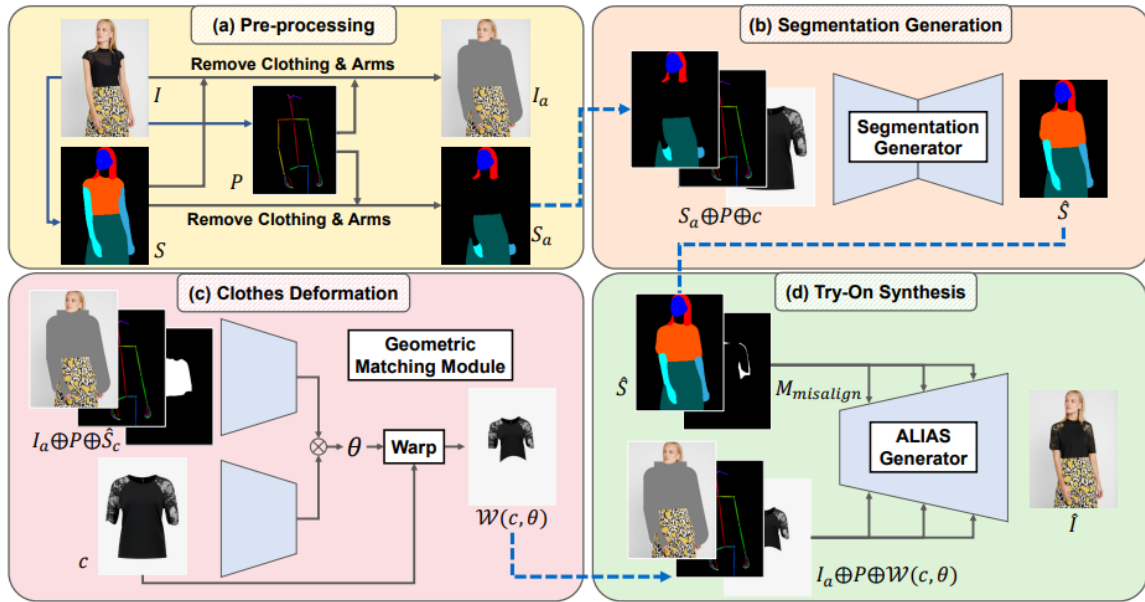 (a) Pre-processing
Remove Clothing & Arms
I
I_a
P
Remove Clothing & Arms
S
S_a
(b) Segmentation Generation
Segmentation
Generator
S_a⊕P⊕c
Ŝ
(c) Clothes Deformation
Geometric
Matching Module
I_a⊕P⊕Ŝ_c
⊗
θ
Warp
c
𝒲(c, θ)
(d) Try-On Synthesis
Ŝ
M_misalign
ALIAS
Generator
Î
I_a⊕P⊕𝒲(c, θ)